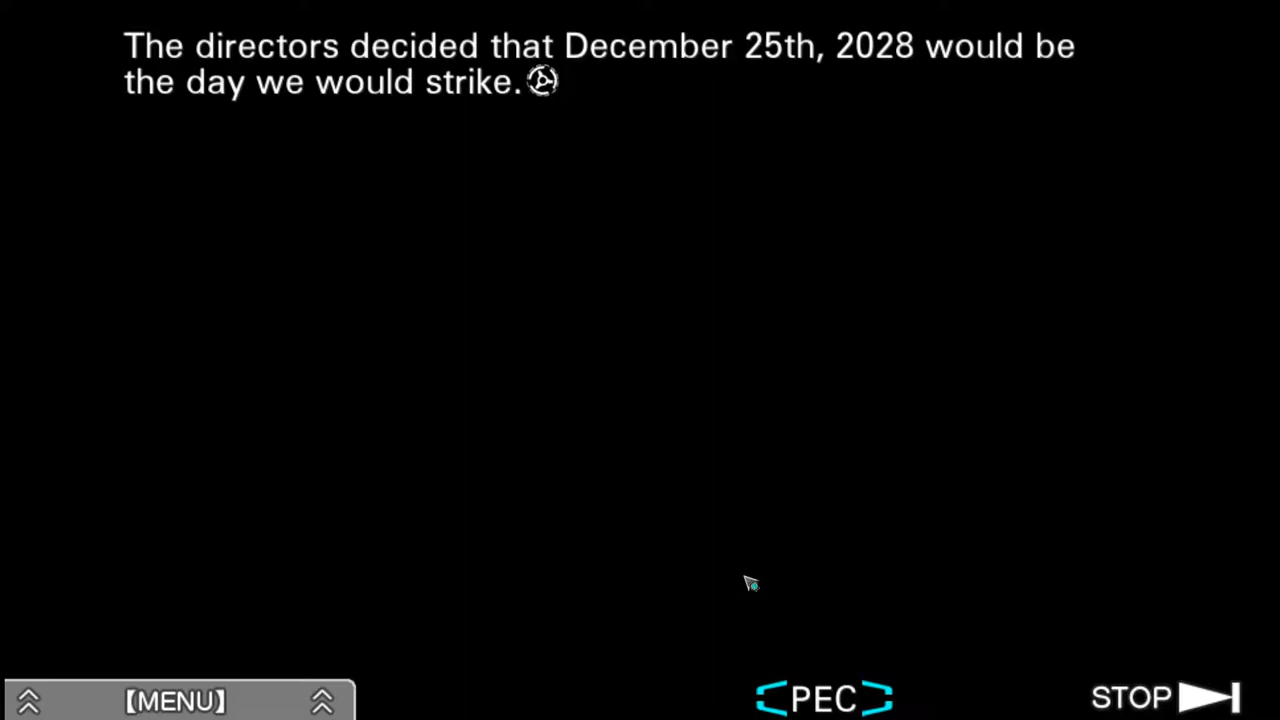 The directors decided that December 25th, 2028 would be
the day we would strike.
【MENU】
PEC
STOP